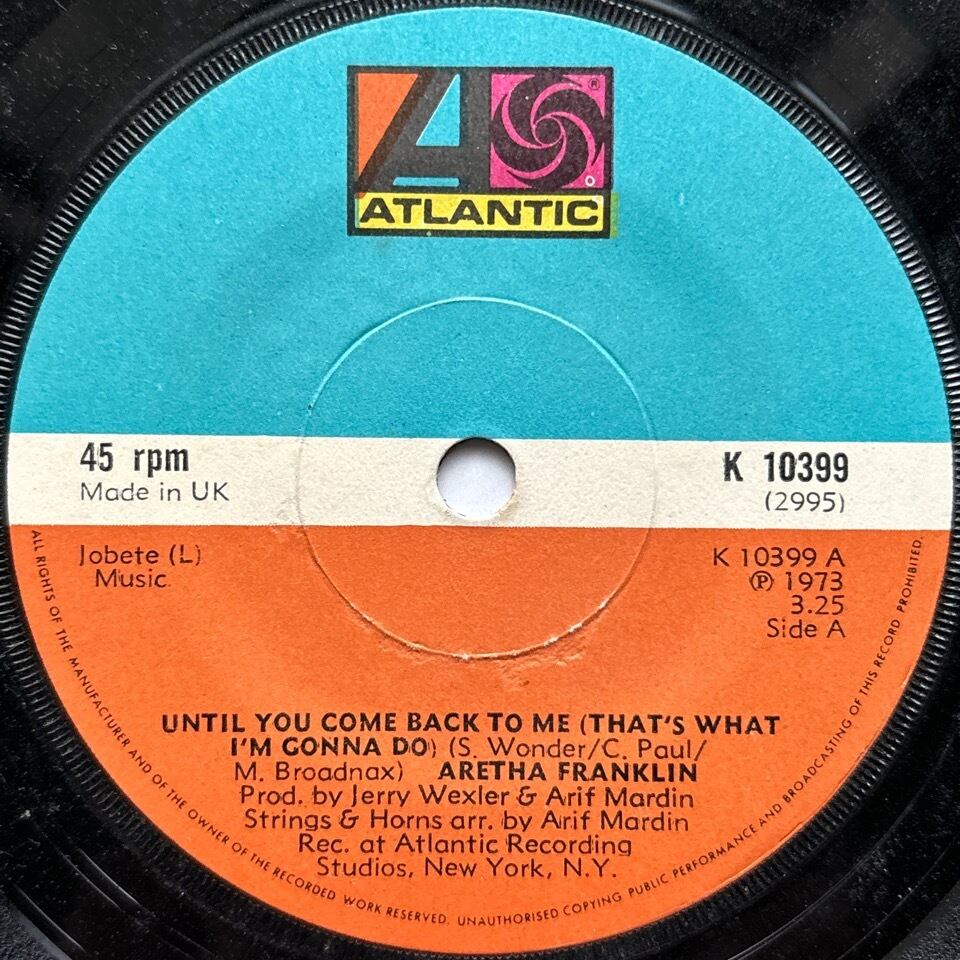 A
®
ATLANTIC
45 rpm
Made in UK
K 10399
(2995)
Jobete (L)
Music
K 10399 A
℗ 1973
3.25
Side A
UNTIL YOU COME BACK TO ME (THAT'S WHAT
I'M GONNA DO) (S. Wonder/C. Paul/
M. Broadnax) ARETHA FRANKLIN
Prod. by Jerry Wexler & Arif Mardin
Strings & Horns arr. by Arif Mardin
Rec. at Atlantic Recording
Studios, New York, N.Y.
ALL RIGHTS OF THE MANUFACTURER AND OF THE OWNER OF THE RECORDED WORK RESERVED. UNAUTHORISED COPYING PUBLIC PERFORMANCE AND BROADCASTING OF THIS RECORD PROHIBITED.